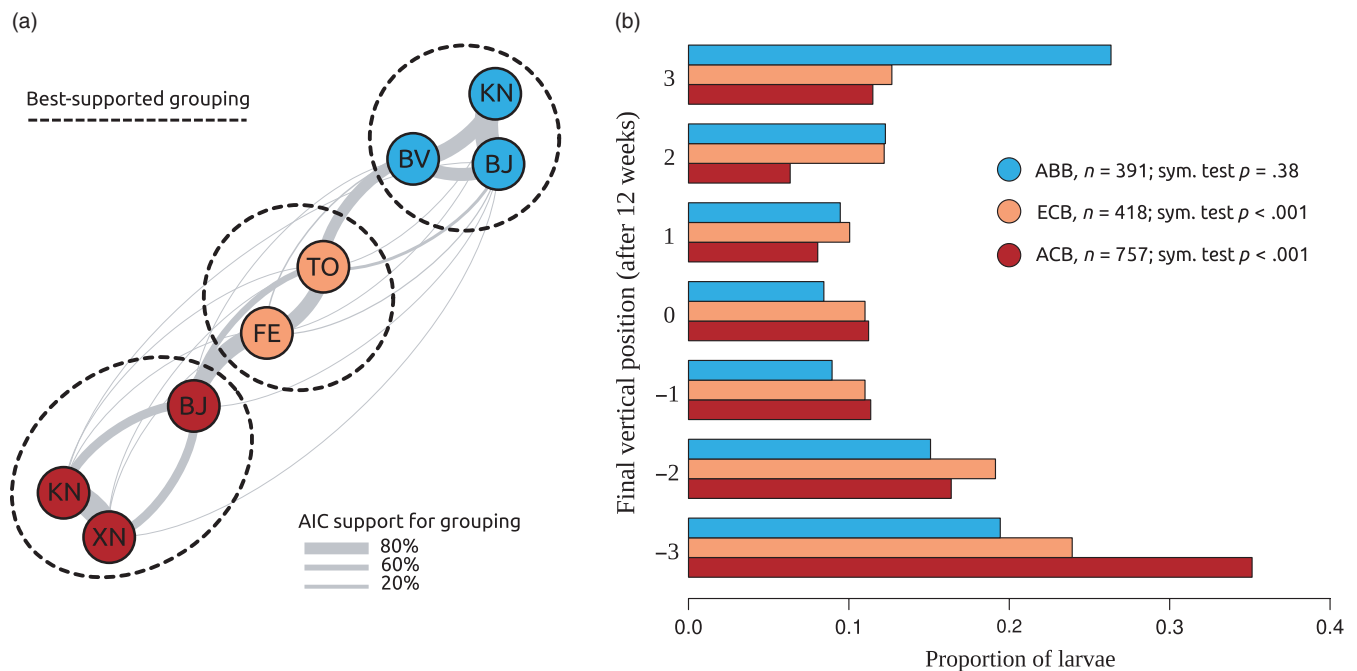 (a)
Best-supported grouping
KN
BV
BJ
TO
FE
BJ
KN
XN
AIC support for grouping
80%
60%
20%
(b)
Final vertical position (after 12 weeks)
3
2
1
0
−1
−2
−3
ABB, n = 391; sym. test p = .38
ECB, n = 418; sym. test p < .001
ACB, n = 757; sym. test p < .001
0.0 0.1 0.2 0.3 0.4
Proportion of larvae